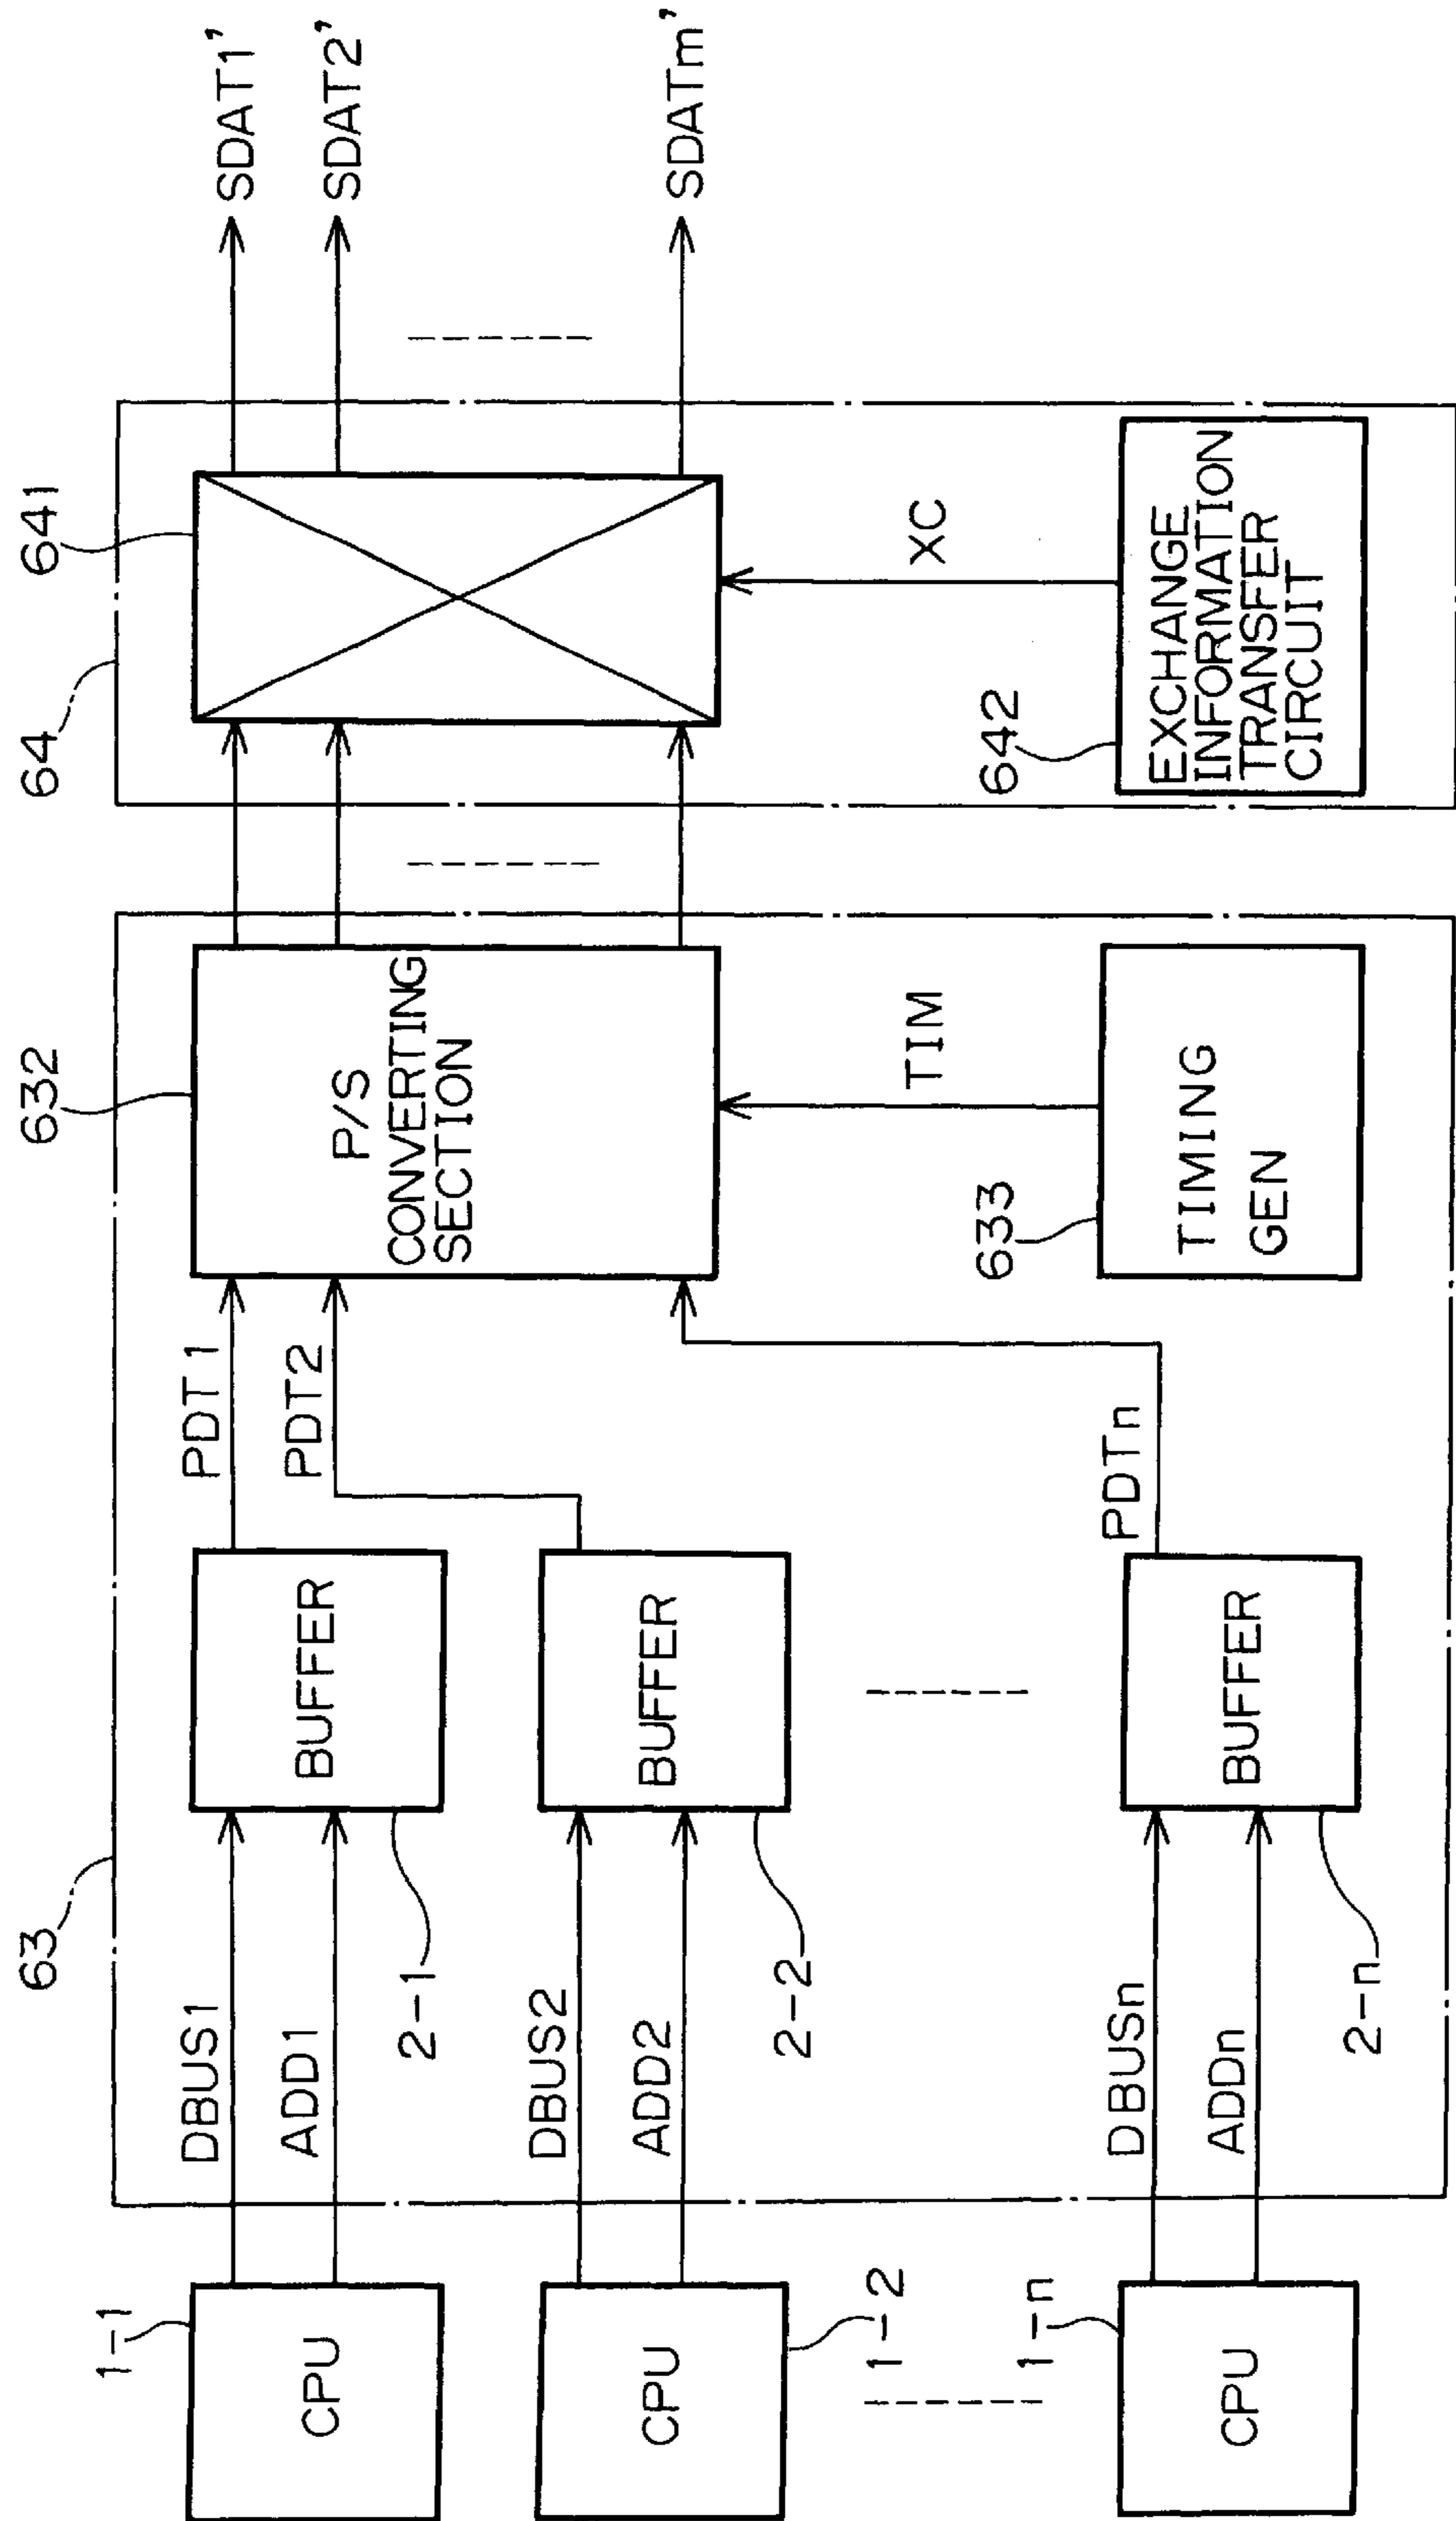 63
64
632
641
1-1
CPU
DBUS1
ADD1
2-1
BUFFER
PDT1
P/S
CONVERTING
SECTION
SDAT1'
SDAT2'
SDATm'
CPU
1-2
DBUS2
ADD2
2-2
BUFFER
PDT2
TIM
XC
1-n
CPU
DBUSn
ADDn
2-n
BUFFER
PDTn
633
TIMING
GEN
642
EXCHANGE
INFORMATION
TRANSFER
CIRCUIT